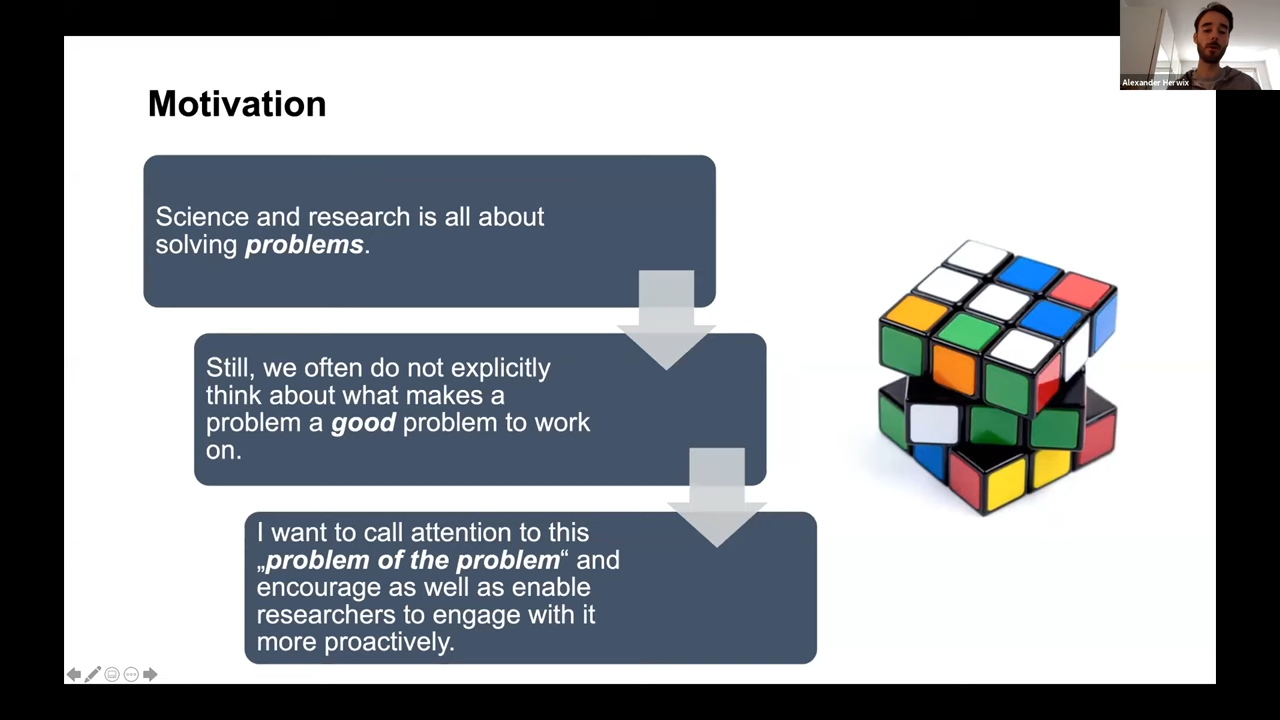 Alexander Herwix
Motivation
Science and research is all about
solving problems.
Still, we often do not explicitly
think about what makes a
problem a good problem to work
on.
I want to call attention to this
„problem of the problem“ and
encourage as well as enable
researchers to engage with it
more proactively.